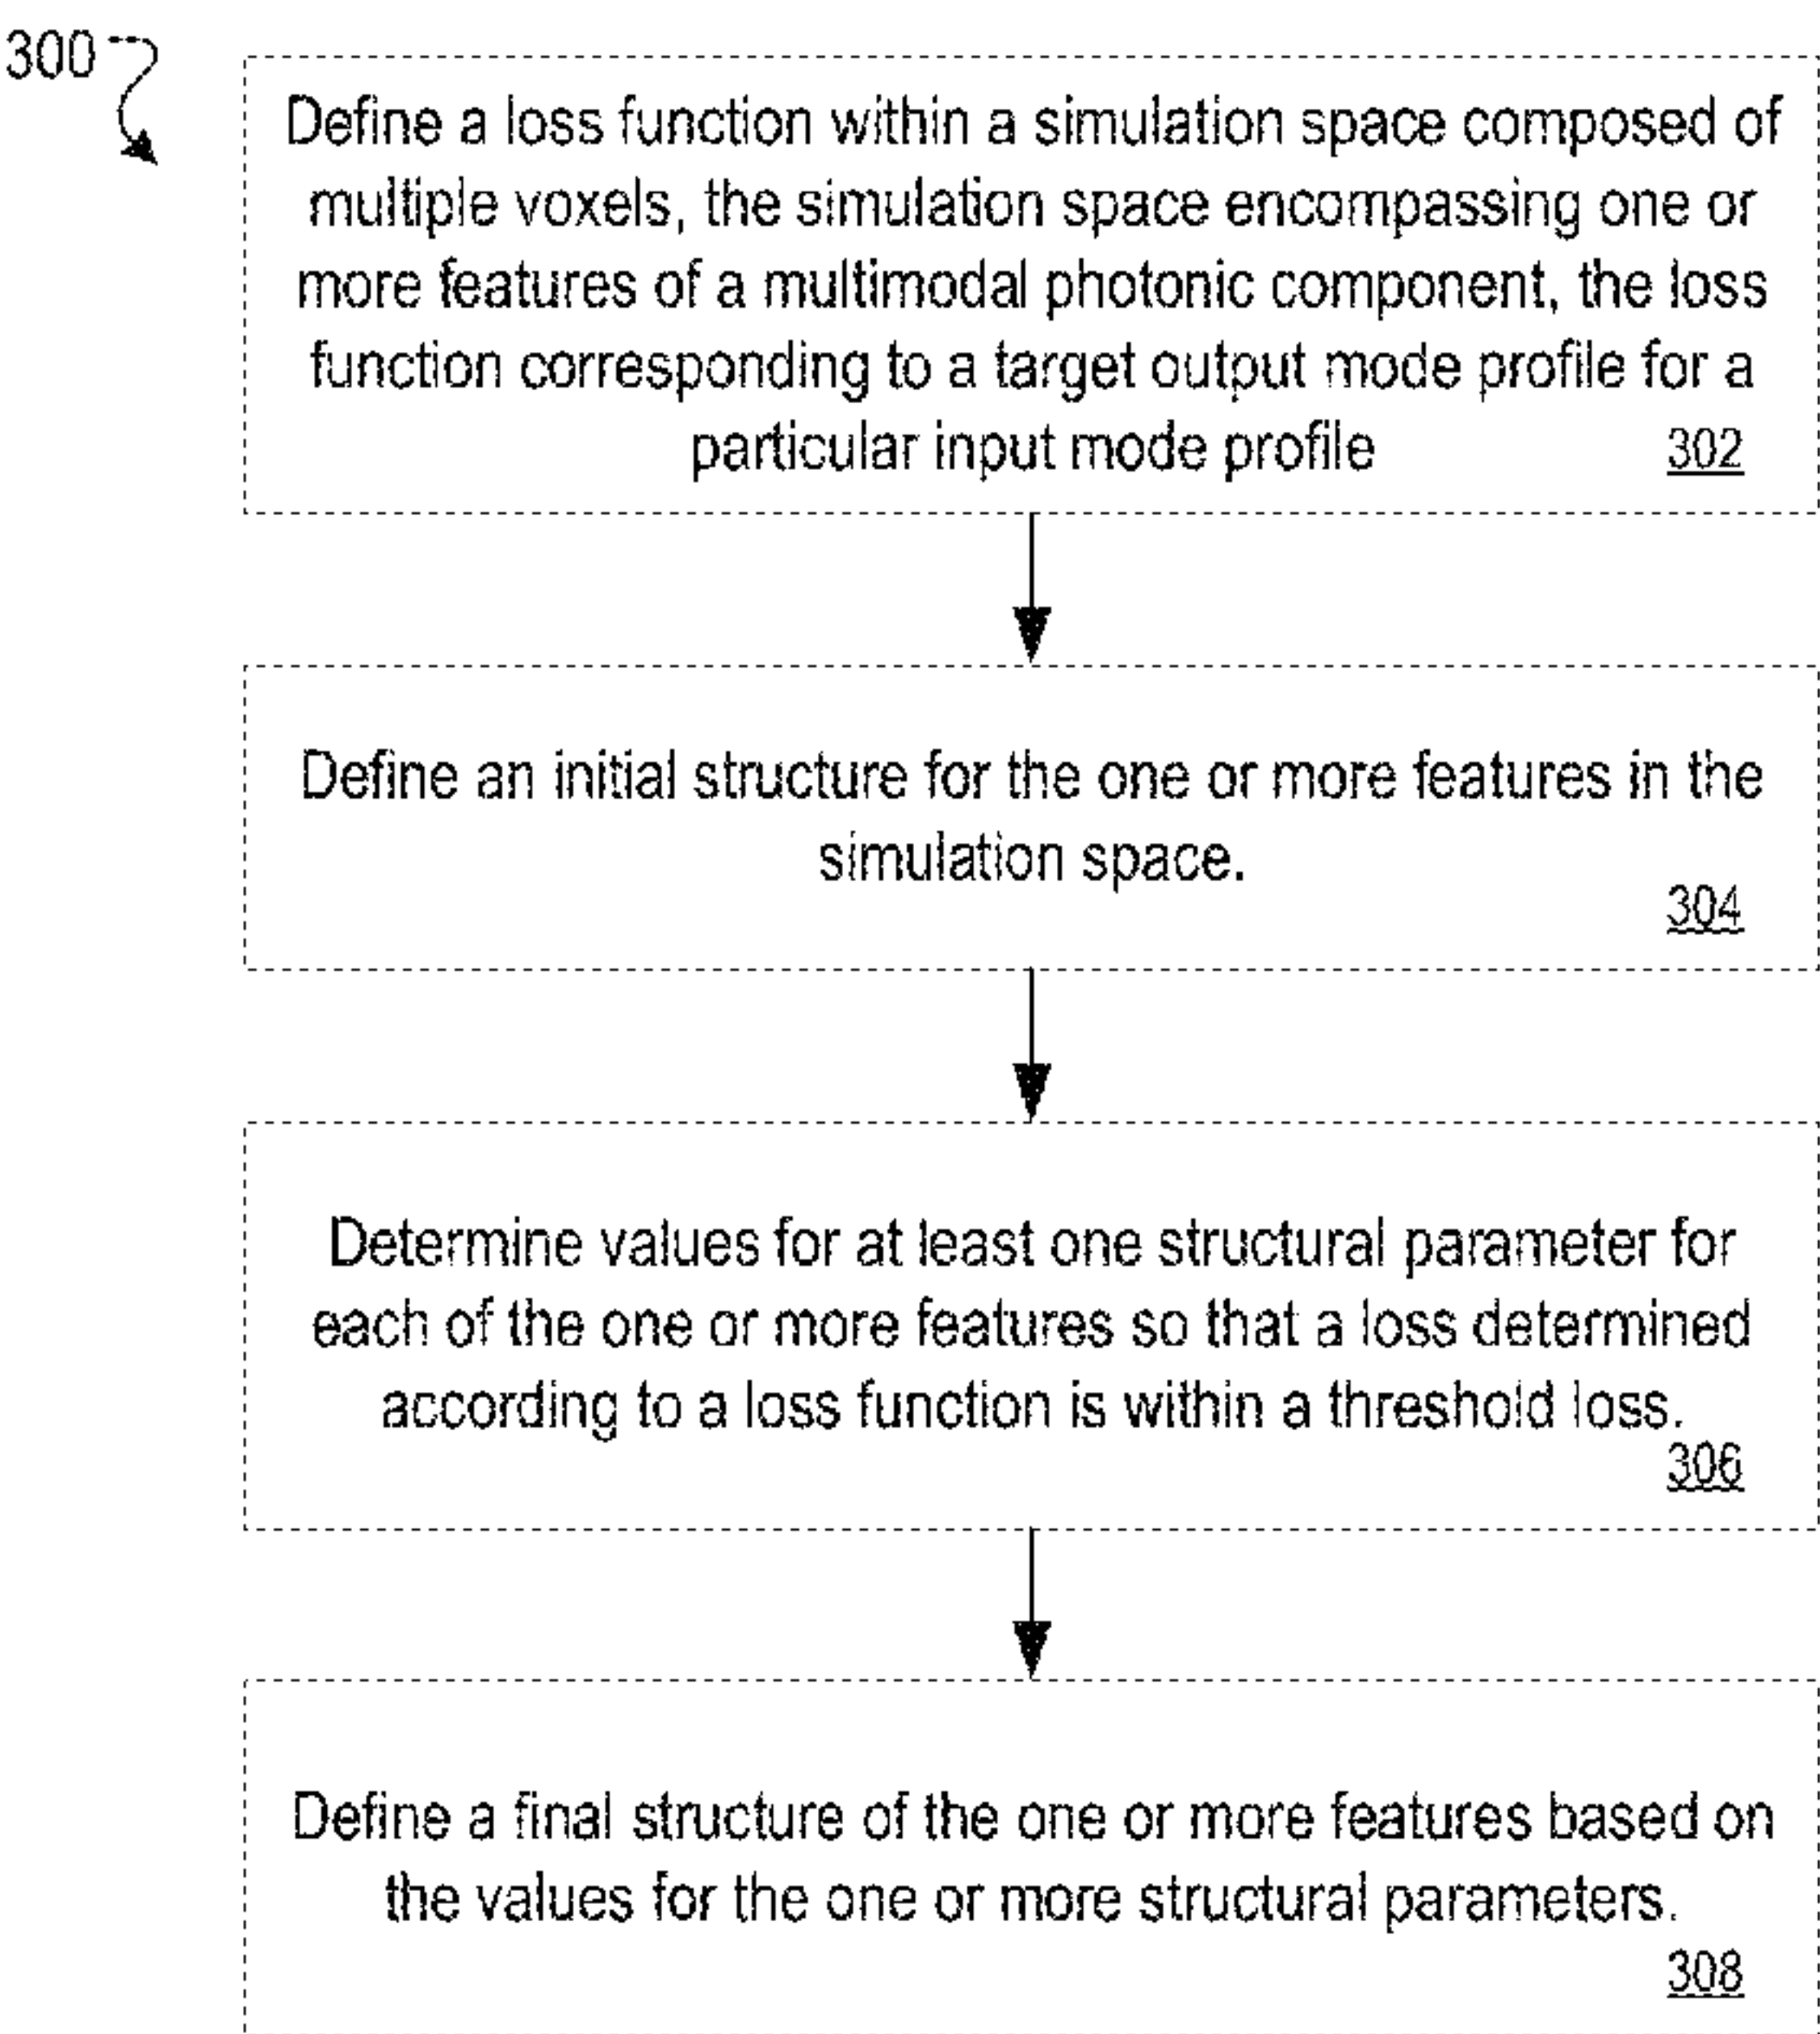 300
Define a loss function within a simulation space composed of
multiple voxels, the simulation space encompassing one or
more features of a multimodal photonic component, the loss
function corresponding to a target output mode profile for a
particular input mode profile 302
Define an initial structure for the one or more features in the
simulation space.
304
Determine values for at least one structural parameter for
each of the one or more features so that a loss determined
according to a loss function is within a threshold loss.
306
Define a final structure of the one or more features based on
the values for the one or more structural parameters.
308